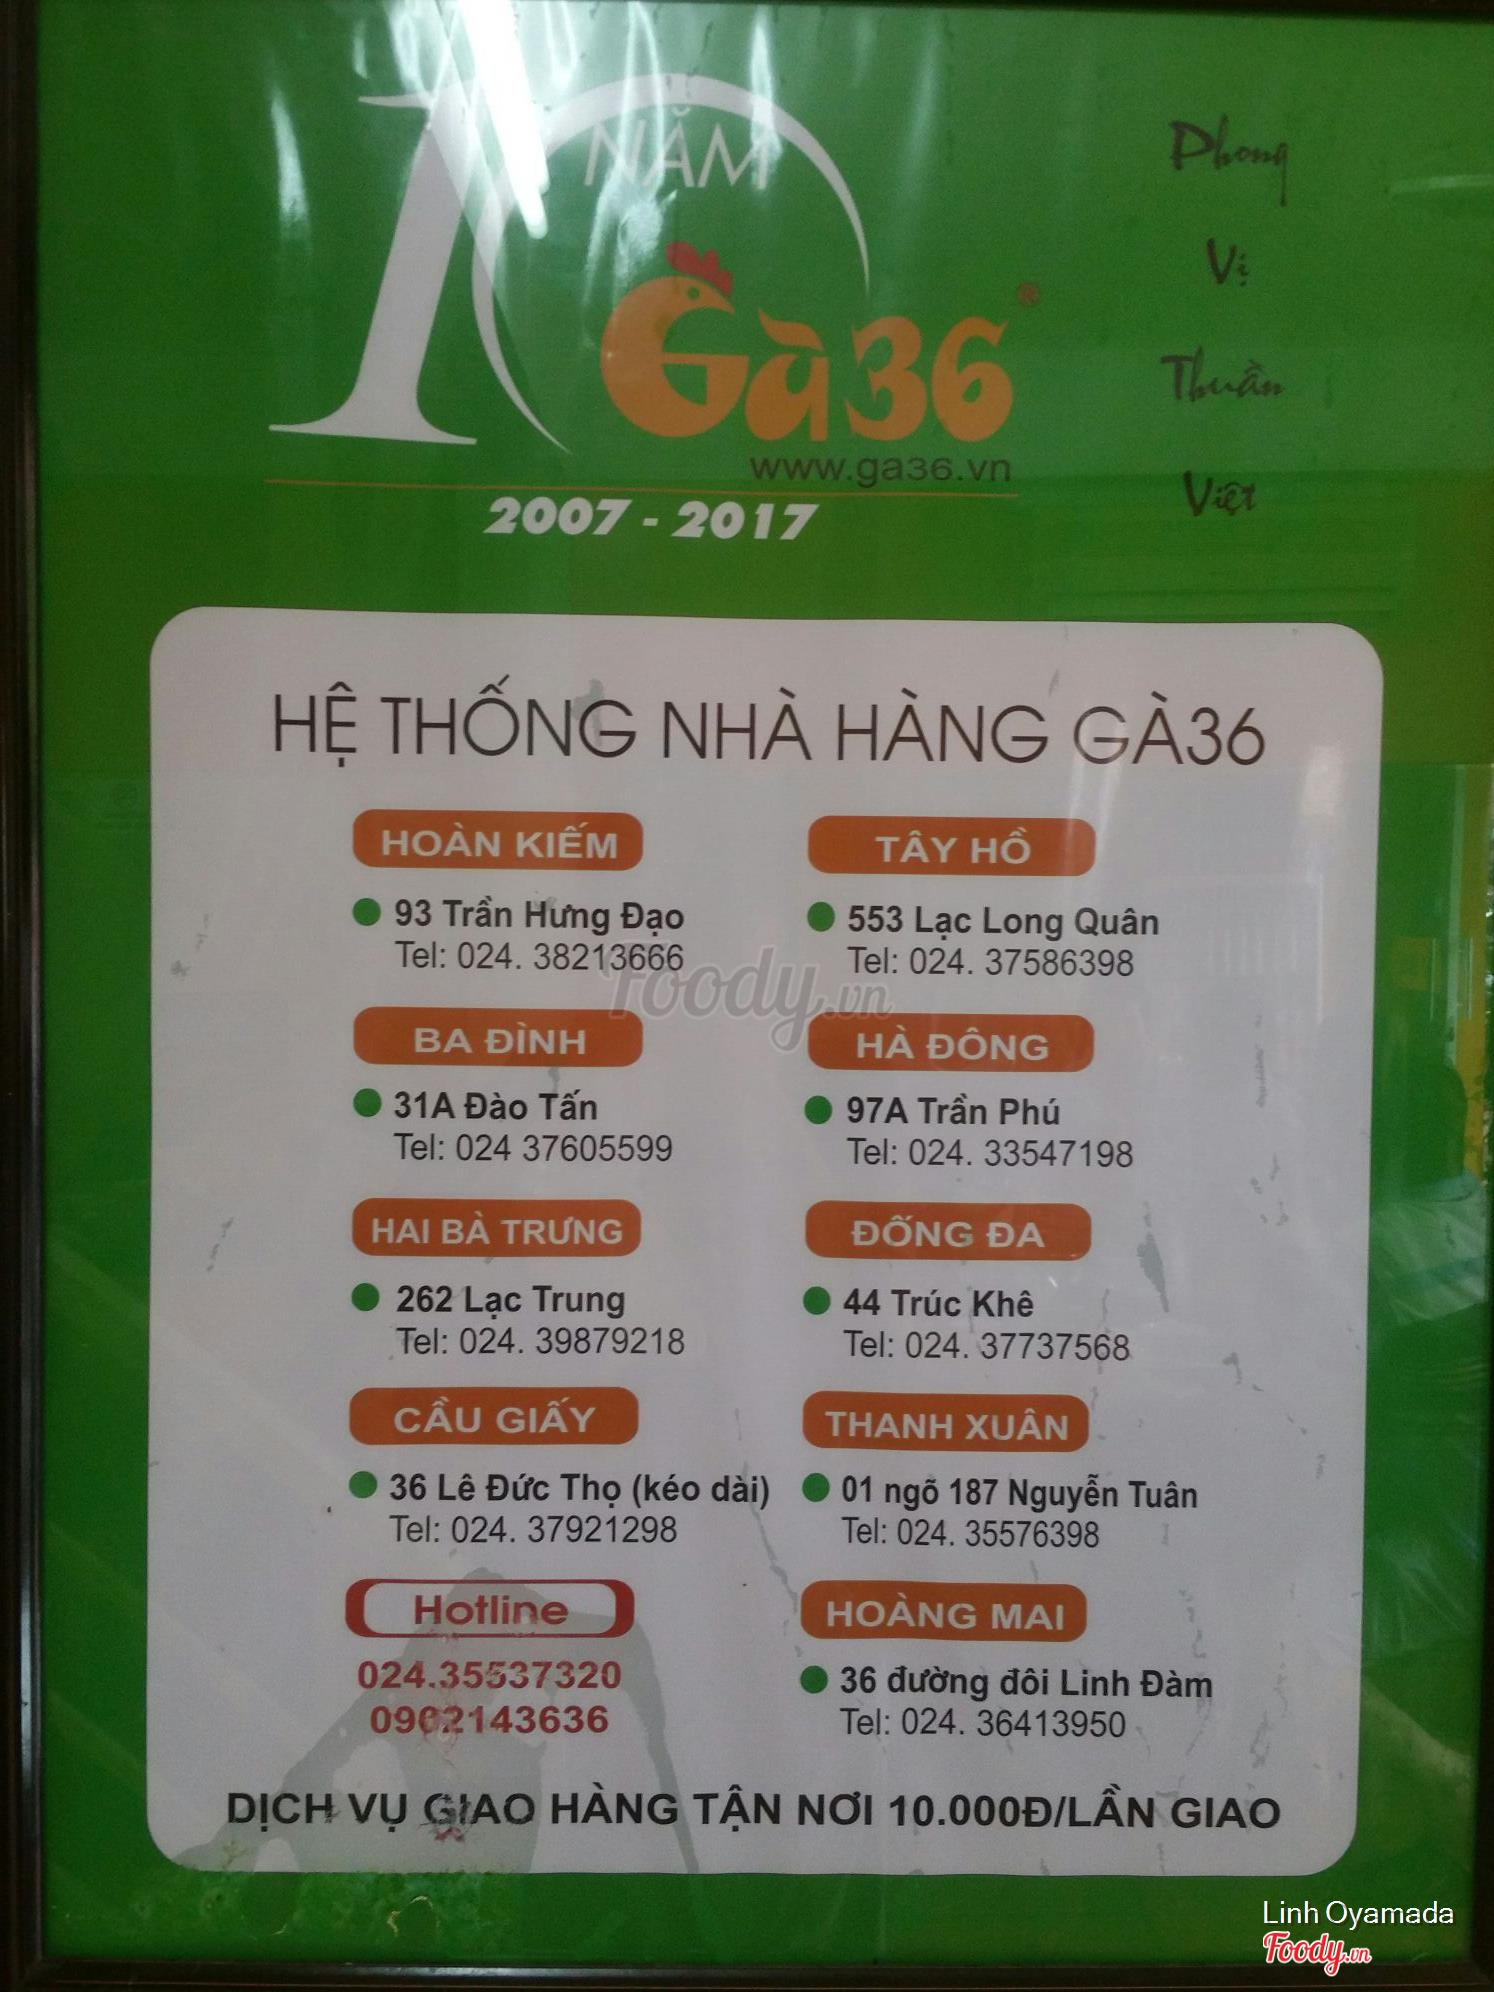 10 NĂM
Gà36®
www.ga36.vn
2007 - 2017
Phong
Vị
Thuần
Việt
HỆ THỐNG NHÀ HÀNG GÀ36
HOÀN KIẾM
93 Trần Hưng Đạo
Tel: 024. 38213666
BA ĐÌNH
31A Đào Tấn
Tel: 024 37605599
HAI BÀ TRƯNG
262 Lạc Trung
Tel: 024. 39879218
CẦU GIẤY
36 Lê Đức Thọ (kéo dài)
Tel: 024. 37921298
Hotline
024.35537320
0902143636
TÂY HỒ
553 Lạc Long Quân
Tel: 024. 37586398
HÀ ĐÔNG
97A Trần Phú
Tel: 024. 33547198
ĐỐNG ĐA
44 Trúc Khê
Tel: 024. 37737568
THANH XUÂN
01 ngõ 187 Nguyễn Tuân
Tel: 024. 35576398
HOÀNG MAI
36 đường đôi Linh Đàm
Tel: 024. 36413950
DỊCH VỤ GIAO HÀNG TẬN NƠI 10.000Đ/LẦN GIAO
Foody.vn
Linh Oyamada
Foody.vn